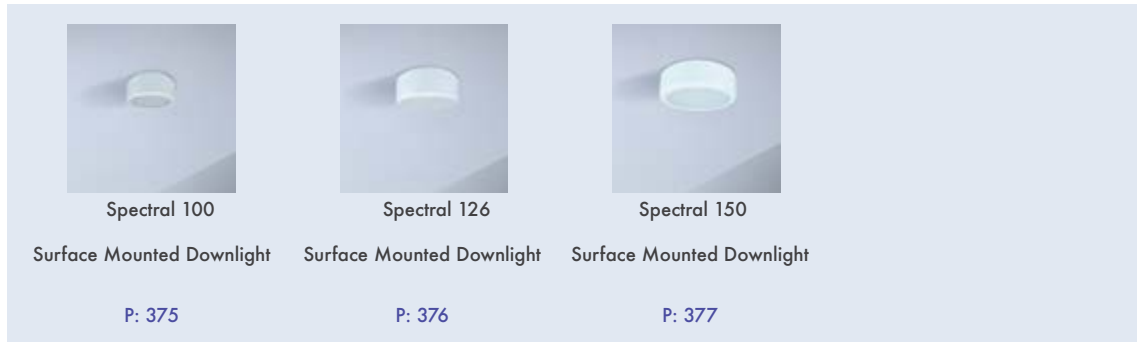 Spectral 100
Surface Mounted Downlight
P: 375
Spectral 126
Surface Mounted Downlight
P: 376
Spectral 150
Surface Mounted Downlight
P: 377